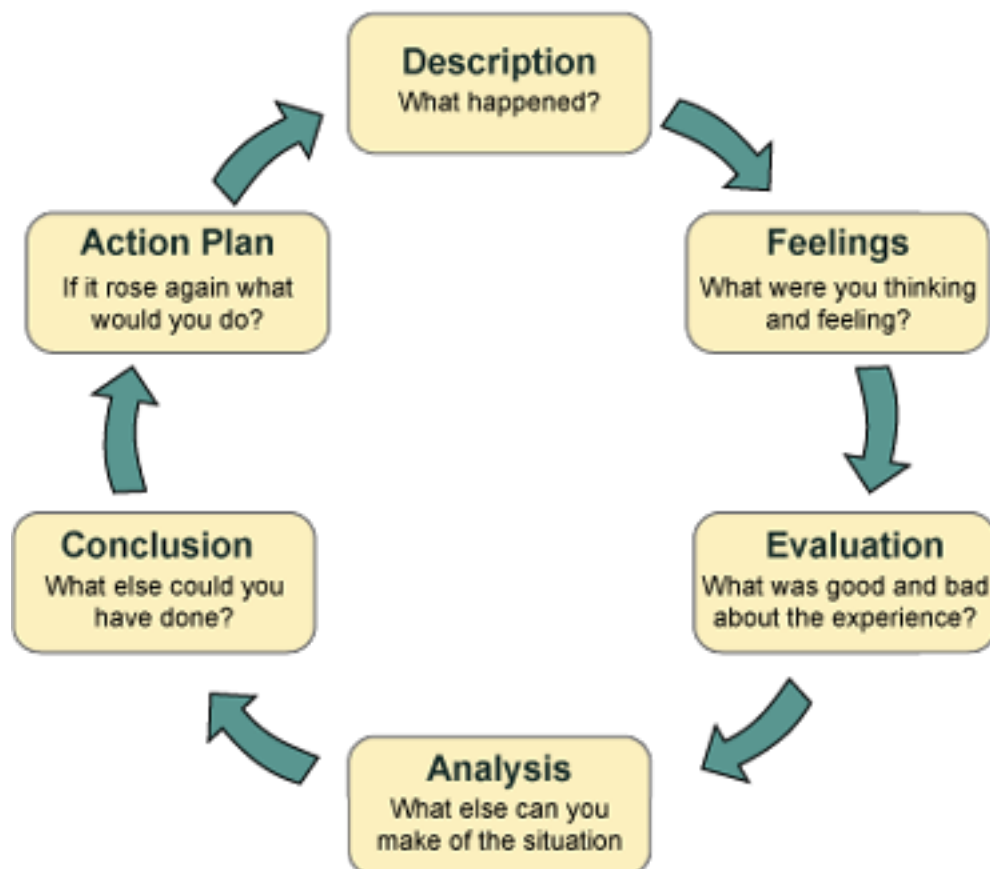 Description
What happened?
Feelings
What were you thinking
and feeling?
Evaluation
What was good and bad
about the experience?
Analysis
What else can you
make of the situation
Conclusion
What else could you
have done?
Action Plan
If it rose again what
would you do?